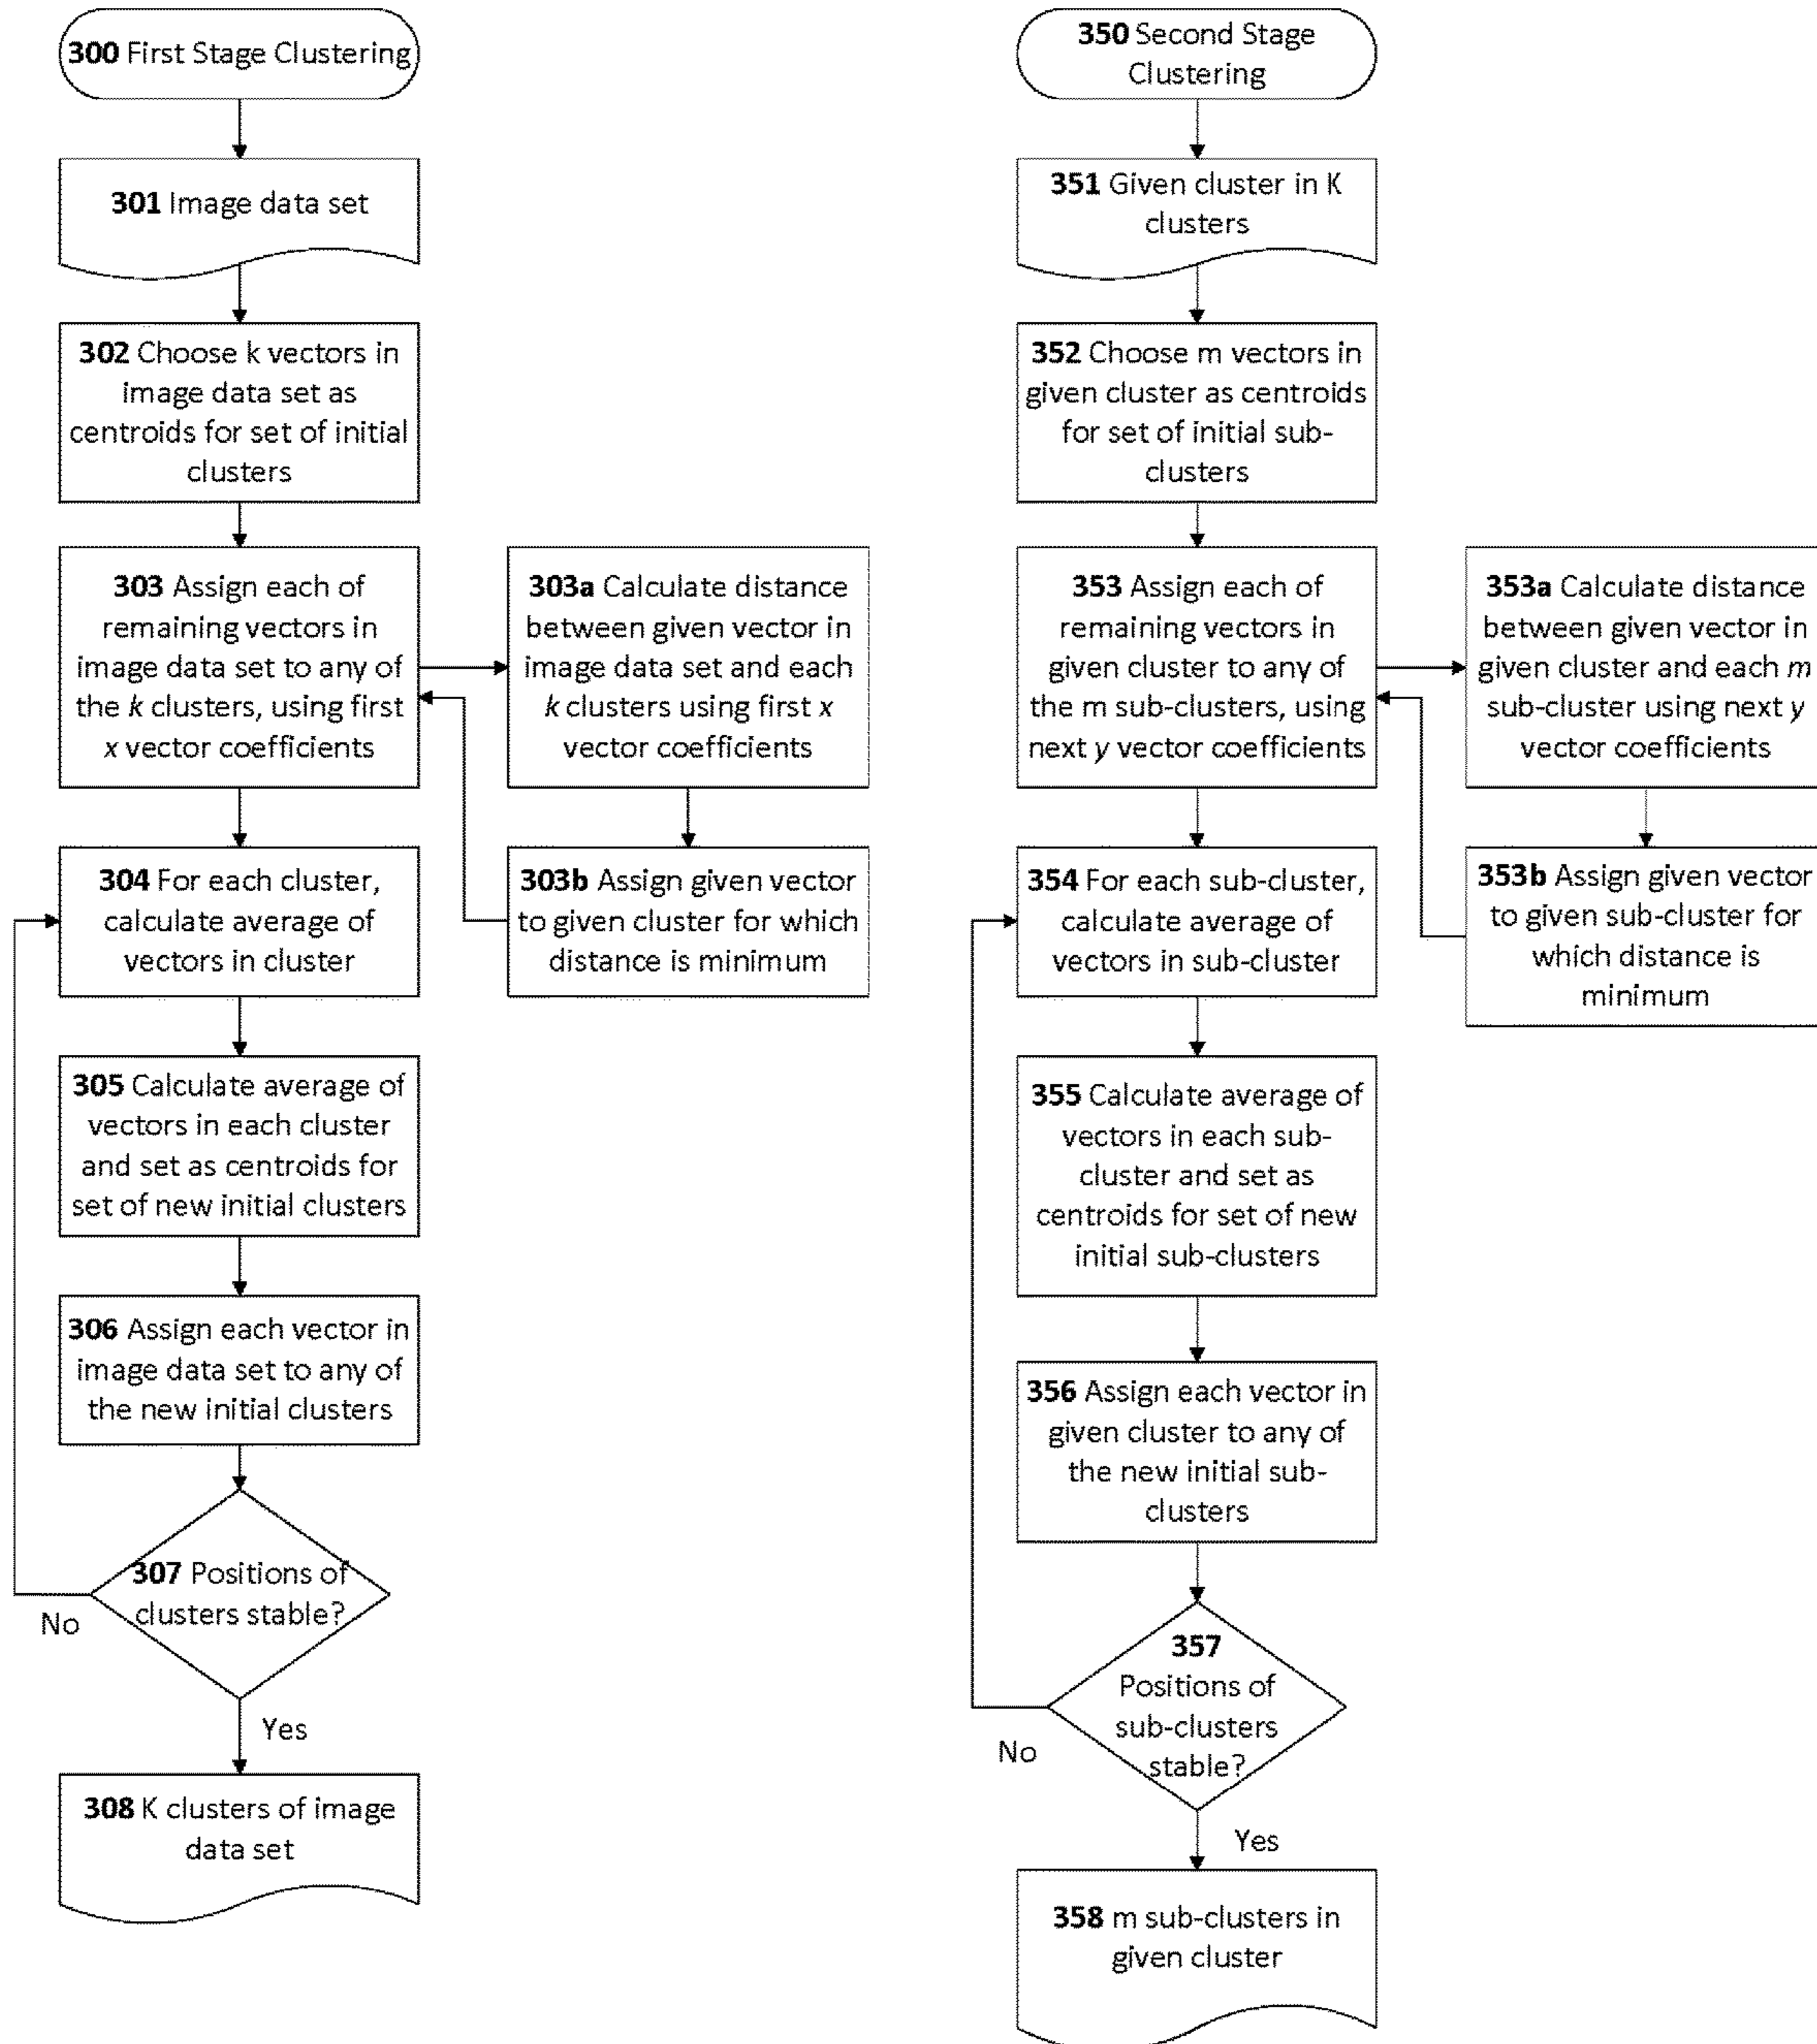 300 First Stage Clustering
301 Image data set
302 Choose k vectors in
image data set as
centroids for set of initial
clusters
303 Assign each of
remaining vectors in
image data set to any of
the k clusters, using first
x vector coefficients
303a Calculate distance
between given vector in
image data set and each
k clusters using first x
vector coefficients
303b Assign given vector
to given cluster for which
distance is minimum
304 For each cluster,
calculate average of
vectors in cluster
305 Calculate average of
vectors in each cluster
and set as centroids for
set of new initial clusters
306 Assign each vector in
image data set to any of
the new initial clusters
307 Positions of
clusters stable?
No
Yes
308 K clusters of image
data set
350 Second Stage
Clustering
351 Given cluster in K
clusters
352 Choose m vectors in
given cluster as centroids
for set of initial sub-
clusters
353 Assign each of
remaining vectors in
given cluster to any of
the m sub-clusters, using
next y vector coefficients
353a Calculate distance
between given vector in
given cluster and each m
sub-cluster using next y
vector coefficients
353b Assign given vector
to given sub-cluster for
which distance is
minimum
354 For each sub-cluster,
calculate average of
vectors in sub-cluster
355 Calculate average of
vectors in each sub-
cluster and set as
centroids for set of new
initial sub-clusters
356 Assign each vector in
given cluster to any of
the new initial sub-
clusters
357
Positions of
sub-clusters
stable?
No
Yes
358 m sub-clusters in
given cluster